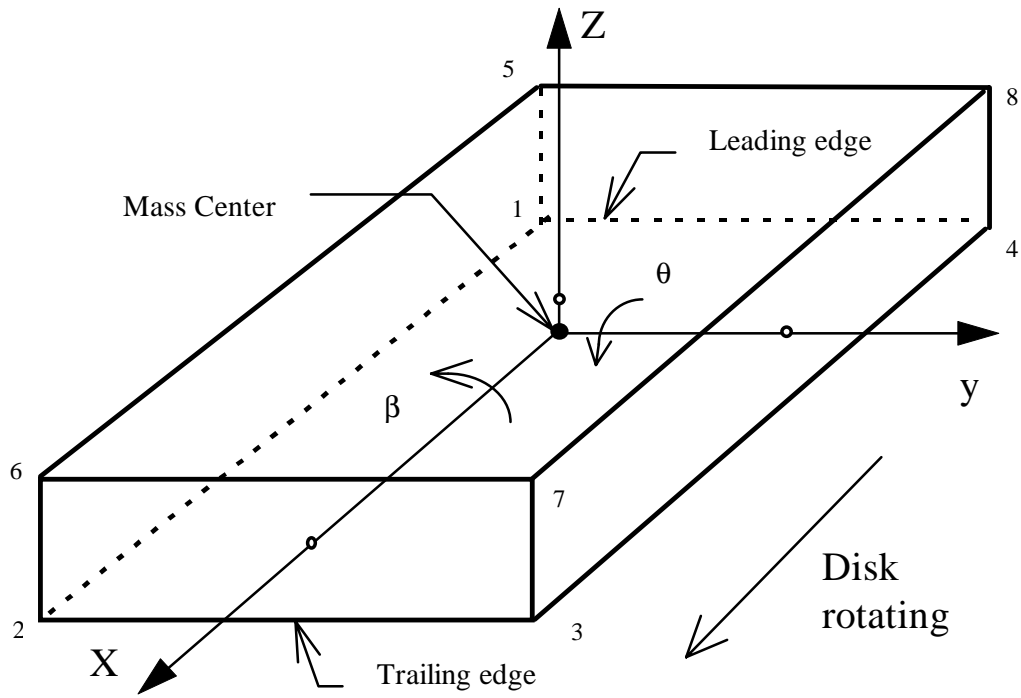 Z
5
8
Leading edge
Mass Center
1
4
θ
β
y
6
7
Disk
rotating
2
3
X
Trailing edge